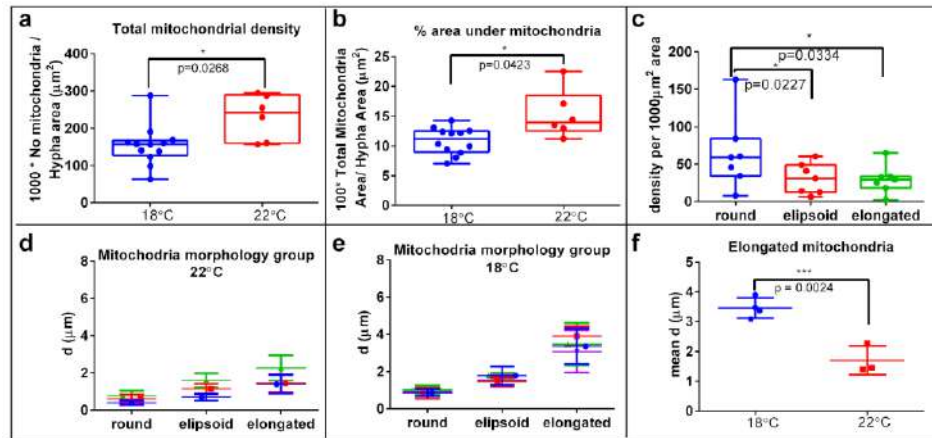 a
Total mitochondrial density
1000 * No mitochondria /
Hypha area (μm²)
400
300
200
100
0
*
p=0.0268
18°C
22°C
b
% area under mitochondria
100* Total Mitochondria
Area/ Hypha Area (μm²)
25
20
15
10
5
0
*
p=0.0423
18°C
22°C
c
density per 1000μm² area
200
150
100
50
0
*
p=0.0334
*
p=0.0227
round
elipsoid
elongated
d
Mitochodria morphology group
22°C
d (μm)
8
6
4
2
0
round
elipsoid
elongated
e
Mitochodria morphology group
18°C
d (μm)
8
6
4
2
0
round
elipsoid
elongated
f
Elongated mitochondria
mean d (μm)
5
4
3
2
1
0
***
p = 0.0024
18°C
22°C